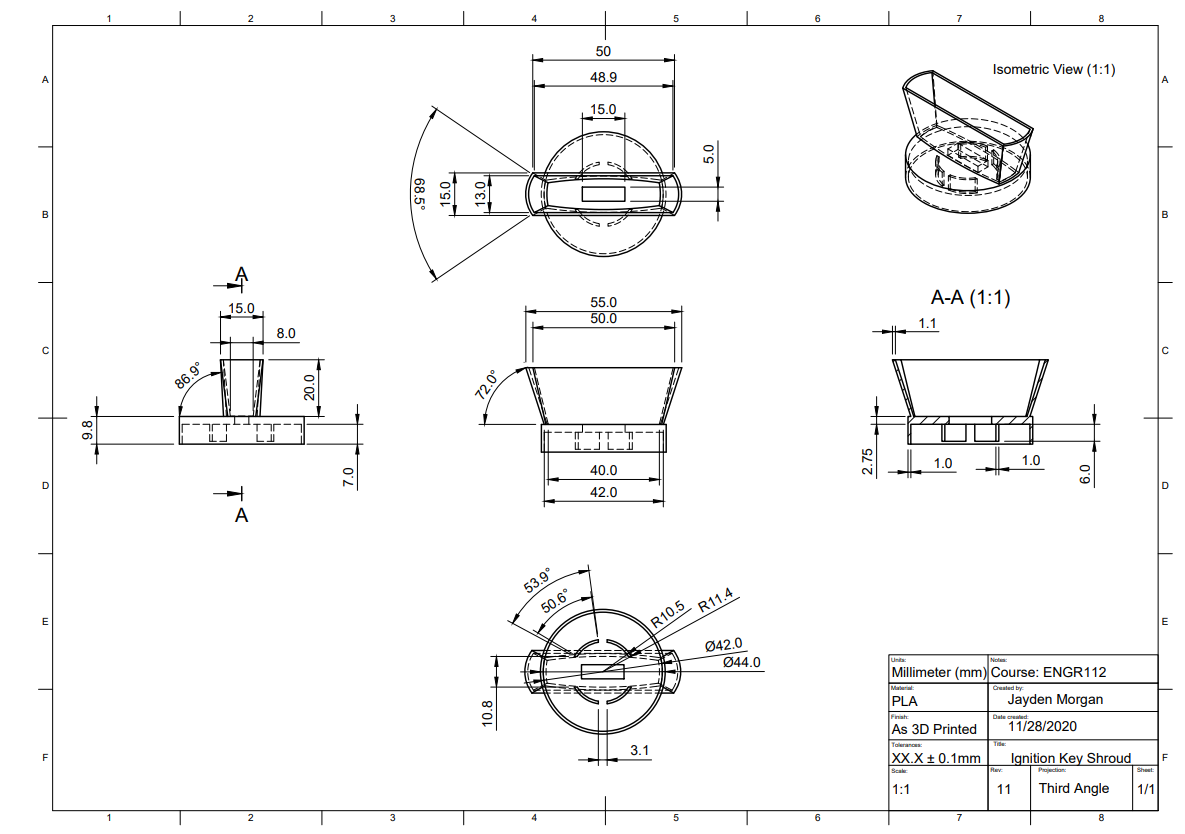 1 2 3 4 5 6 7 8
A A
B B
C C
D D
E E
F F
50
48.9
15.0
5.0
68.5°
15.0
13.0
Isometric View (1:1)
A
15.0
8.0
86.9°
20.0
9.8
7.0
A
55.0
50.0
72.0°
40.0
42.0
A-A (1:1)
1.1
2.75
1.0
1.0
6.0
53.9°
50.6°
R10.5
R11.4
Ø42.0
Ø44.0
10.8
3.1
Units: Notes:
Millimeter (mm) Course: ENGR112
Material: Created by:
PLA Jayden Morgan
Finish: Date created:
As 3D Printed 11/28/2020
Tolerances: Title:
XX.X ± 0.1mm Ignition Key Shroud
Scale: Rev: Projection: Sheet:
1:1 11 Third Angle 1/1
1 2 3 4 5 6 7 8